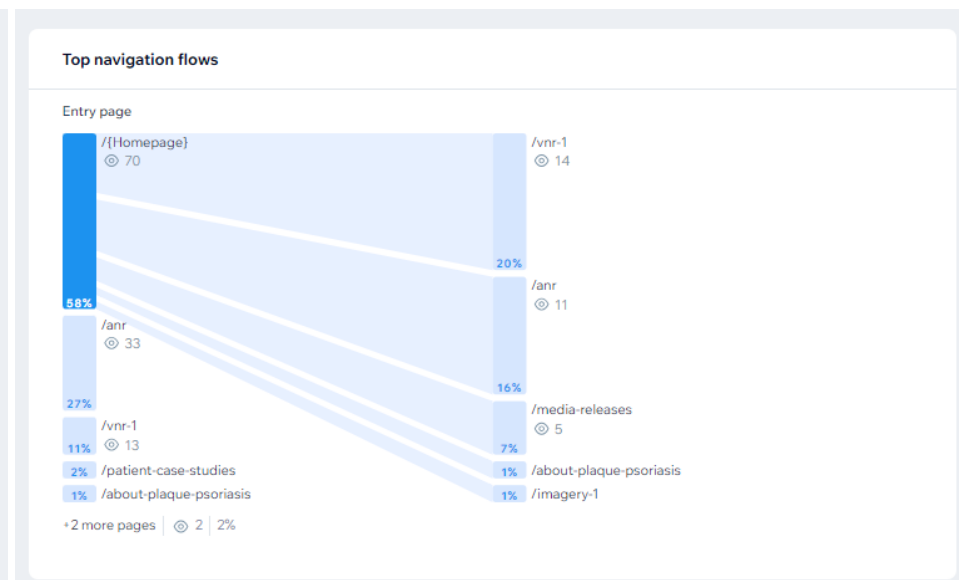 Top navigation flows
Entry page
/{Homepage}
70
58%
/anr
33
27%
/vnr-1
13
11%
2% /patient-case-studies
1% /about-plaque-psoriasis
+2 more pages 2 2%
/vnr-1
14
20%
/anr
11
16%
/media-releases
5
7%
1% /about-plaque-psoriasis
1% /imagery-1